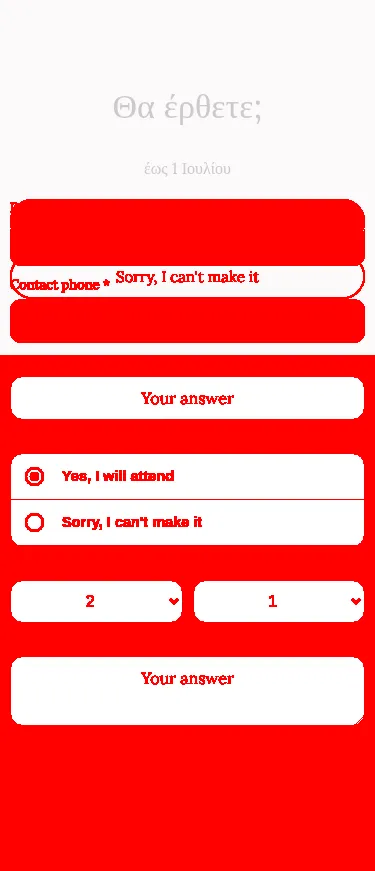 Θα έρθετε;
έως 1 Ιουλίου
Sorry, I can't make it
Contact phone *
Your answer
Yes, I will attend
Sorry, I can't make it
2 1
Your answer